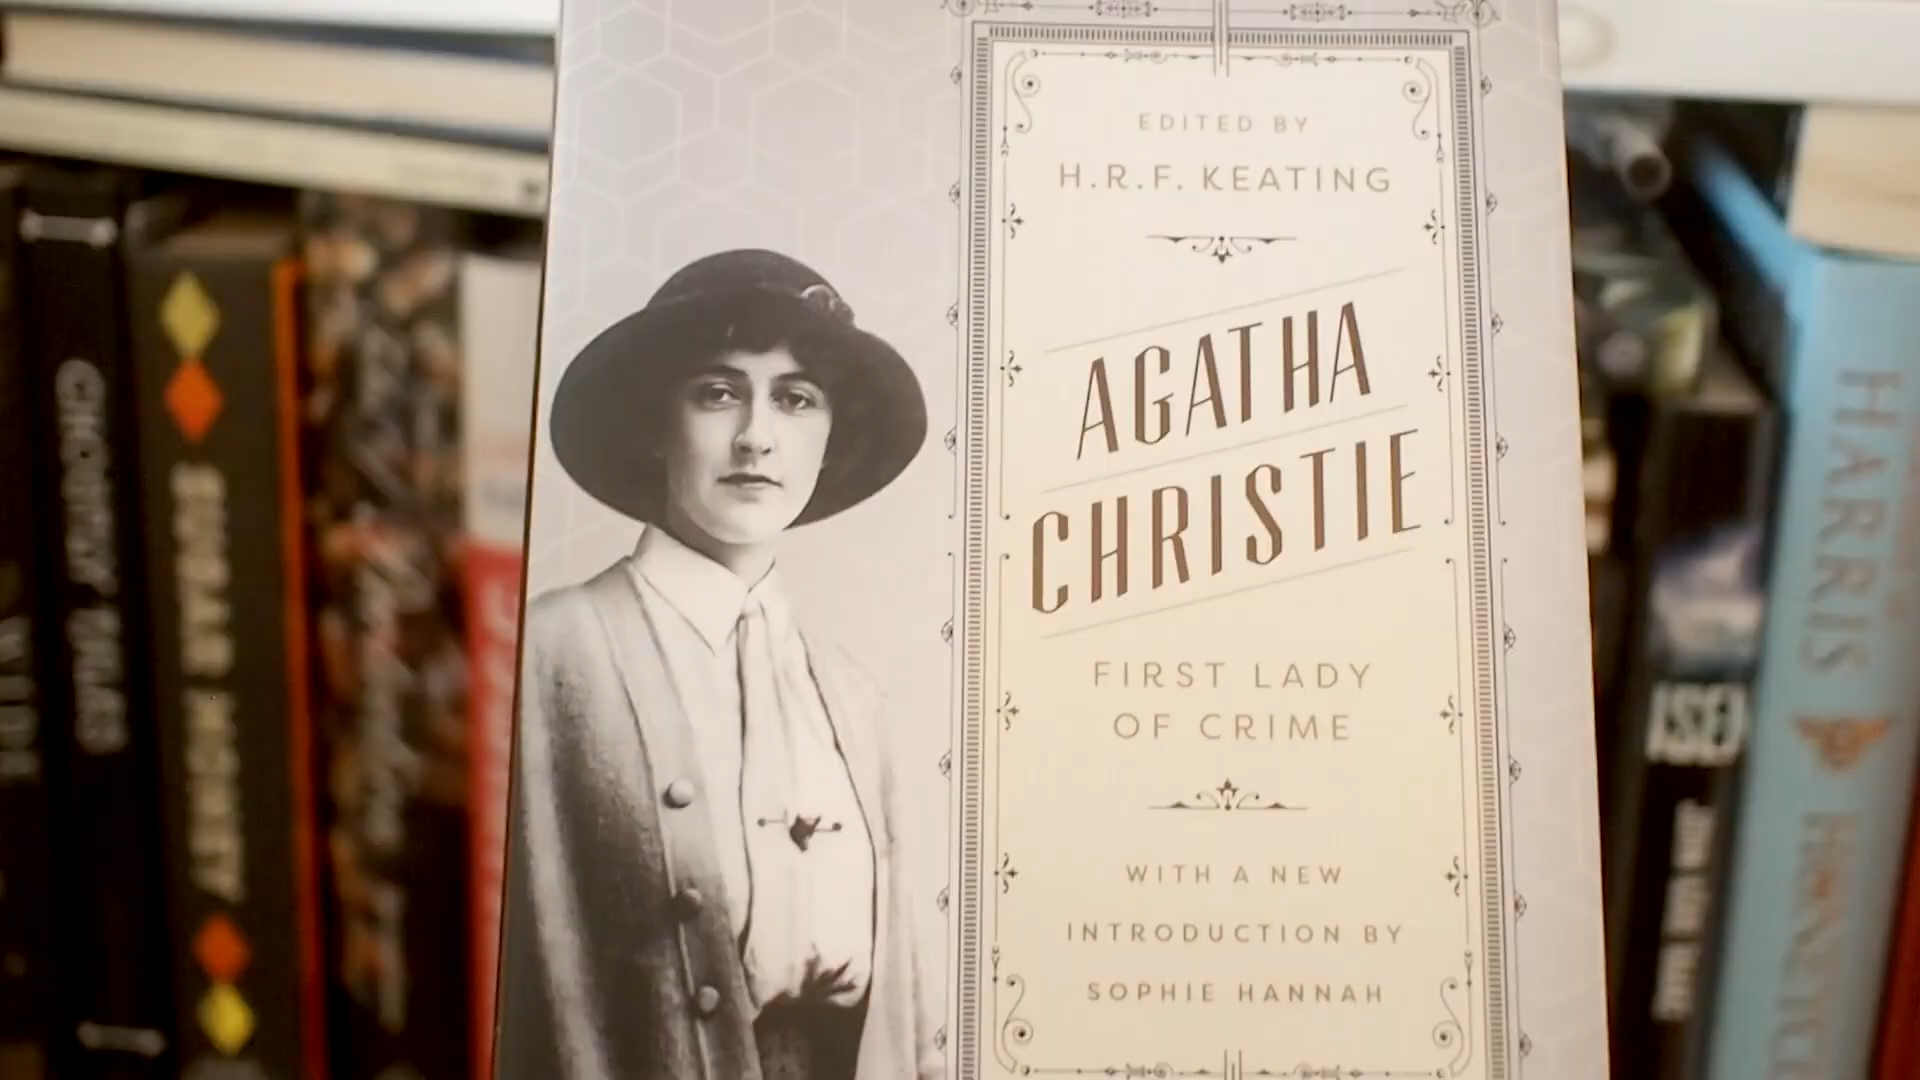 EDITED BY
H.R.F. KEATING
AGATHA
CHRISTIE
FIRST LADY
OF CRIME
WITH A NEW
INTRODUCTION BY
SOPHIE HANNAH
HARRIS